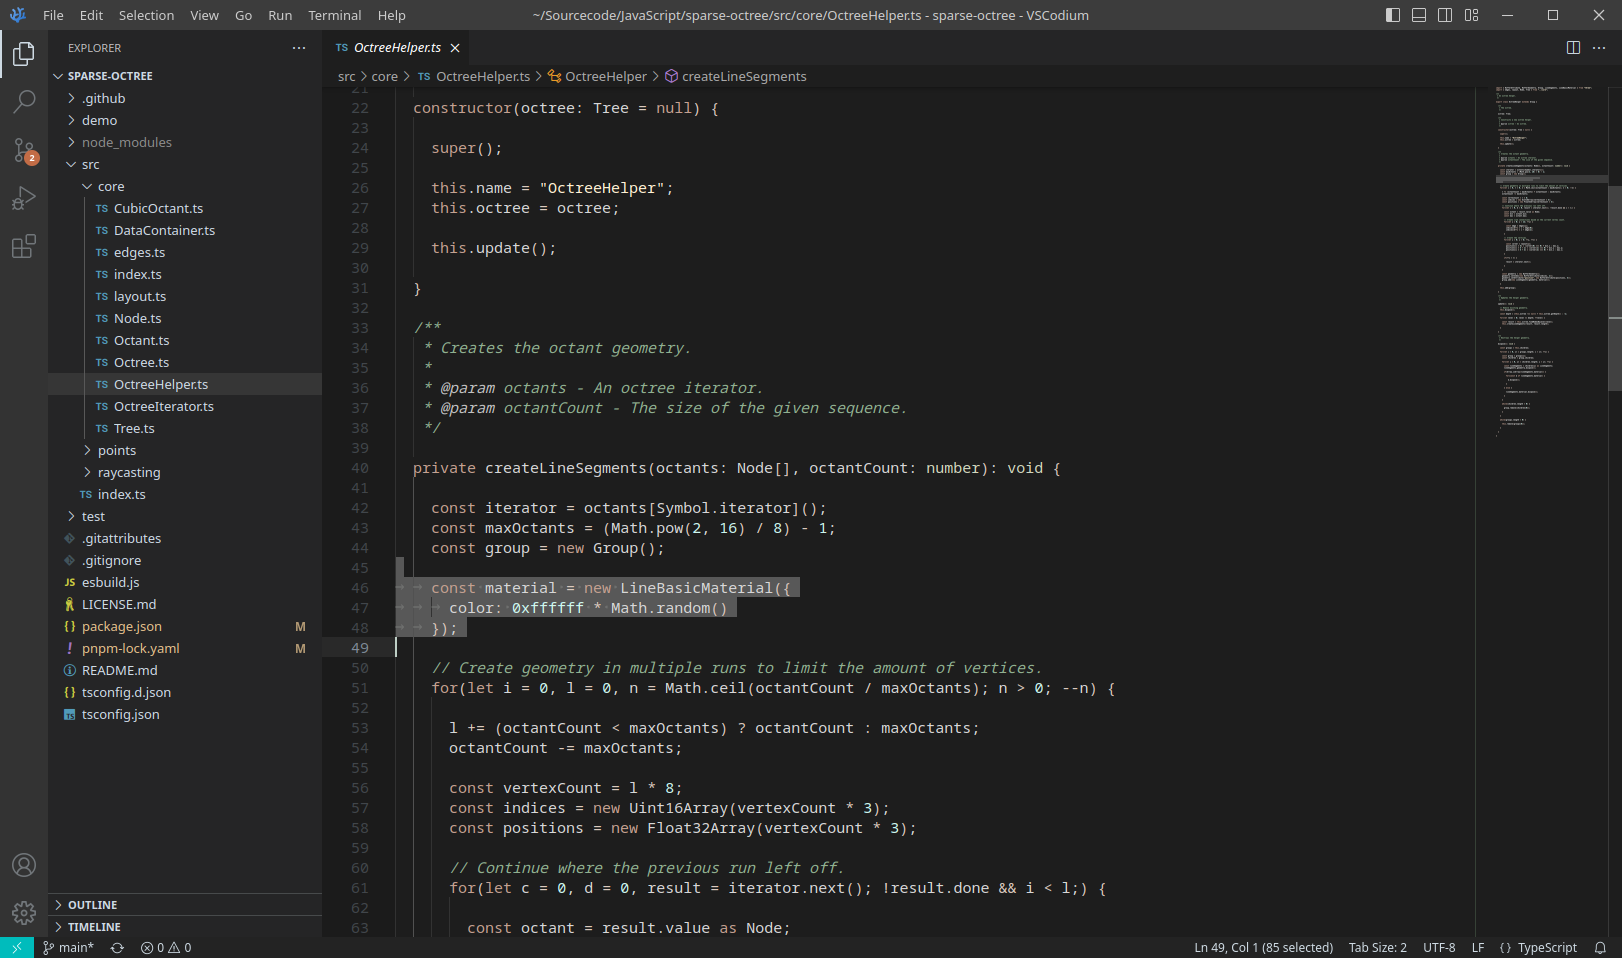 File Edit Selection View Go Run Terminal Help
~/Sourcecode/JavaScript/sparse-octree/src/core/OctreeHelper.ts - sparse-octree - VSCodium
EXPLORER
SPARSE-OCTREE
.github
demo
node_modules
src
core
TS CubicOctant.ts
TS DataContainer.ts
TS edges.ts
TS index.ts
TS layout.ts
TS Node.ts
TS Octant.ts
TS Octree.ts
TS OctreeHelper.ts
TS OctreeIterator.ts
TS Tree.ts
points
raycasting
TS index.ts
test
.gitattributes
.gitignore
JS esbuild.js
LICENSE.md
{} package.json M
! pnpm-lock.yaml M
README.md
{} tsconfig.d.json
TS tsconfig.json
OUTLINE
TIMELINE
2
TS OctreeHelper.ts
src > core > TS OctreeHelper.ts > OctreeHelper > createLineSegments
21
22 constructor(octree: Tree = null) {
23
24 super();
25
26 this.name = "OctreeHelper";
27 this.octree = octree;
28
29 this.update();
30
31 }
32
33 /**
34 * Creates the octant geometry.
35 *
36 * @param octants - An octree iterator.
37 * @param octantCount - The size of the given sequence.
38 */
39
40 private createLineSegments(octants: Node[], octantCount: number): void {
41
42 const iterator = octants[Symbol.iterator]();
43 const maxOctants = (Math.pow(2, 16) / 8) - 1;
44 const group = new Group();
45
46 const material = new LineBasicMaterial({
47 color: 0xffffff * Math.random()
48 });
49
50 // Create geometry in multiple runs to limit the amount of vertices.
51 for(let i = 0, l = 0, n = Math.ceil(octantCount / maxOctants); n > 0; --n) {
52
53 l += (octantCount < maxOctants) ? octantCount : maxOctants;
54 octantCount -= maxOctants;
55
56 const vertexCount = l * 8;
57 const indices = new Uint16Array(vertexCount * 3);
58 const positions = new Float32Array(vertexCount * 3);
59
60 // Continue where the previous run left off.
61 for(let c = 0, d = 0, result = iterator.next(); !result.done && i < l;) {
62
63 const octant = result.value as Node;
main* 0 0
Ln 49, Col 1 (85 selected) Tab Size: 2 UTF-8 LF {} TypeScript